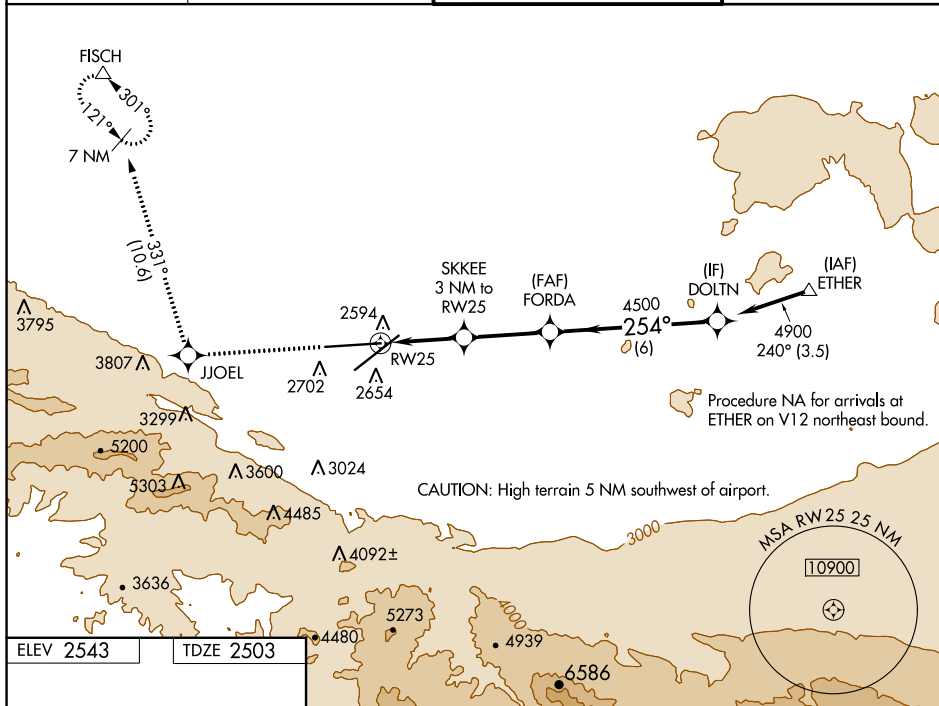 FISCH
301°
121°
7 NM
331°
(10.6)
SKKEE
3 NM to
RW25
(FAF)
FORDA
4500
254°
(6)
(IF)
DOLTN
(IAF)
ETHER
4900
240° (3.5)
3795
3807
JJOEL
2594
RW25
2702
2654
Procedure NA for arrivals at
ETHER on V12 northeast bound.
3299
5200
3600
3024
5303
4485
CAUTION: High terrain 5 NM southwest of airport.
3000
MSA RW25 25 NM
10900
4092±
3636
4000
5273
4480
4939
6586
ELEV 2543
TDZE 2503